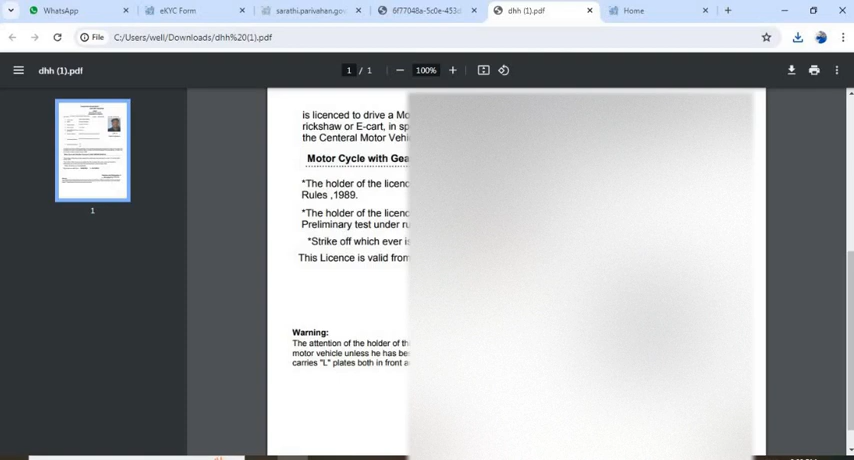 WhatsApp
eKYC Form
sarathi.parivahan.gov
6f77048a-5c0e-453d
dhh (1).pdf
Home
File
C:/Users/well/Downloads/dhh%20(1).pdf
dhh (1).pdf
1 / 1
100%
1
is licenced to drive a Mo
rickshaw or E-cart, in sp
the Centeral Motor Vehi
Motor Cycle with Gea
*The holder of the licenc
Rules ,1989.
*The holder of the licenc
Preliminary test under ru
*Strike off which ever is
This Licence is valid from
Warning:
The attention of the holder of th
motor vehicle unless he has be
carries "L" plates both in front a